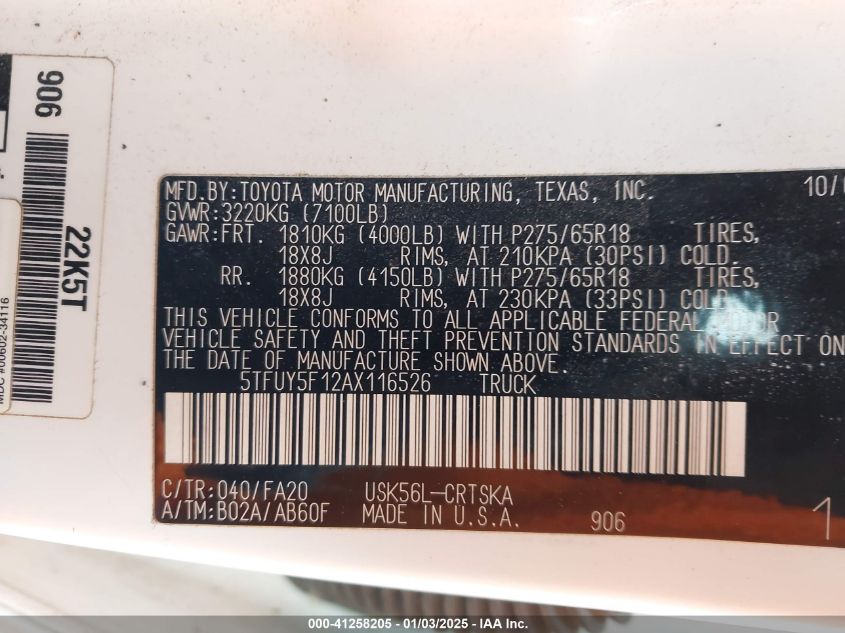 906
22K5T
MDC #00602-34116
MFD.BY:TOYOTA MOTOR MANUFACTURING, TEXAS, INC. 10/
GVWR:3220KG (7100LB)
GAWR:FRT. 1810KG (4000LB) WITH P275/65R18 TIRES,
18X8J RIMS, AT 210KPA (30PSI) COLD.
RR. 1880KG (4150LB) WITH P275/65R18 TIRES,
18X8J RIMS, AT 230KPA (33PSI) COLD.
THIS VEHICLE CONFORMS TO ALL APPLICABLE FEDERAL MOTOR
VEHICLE SAFETY AND THEFT PREVENTION STANDARDS IN EFFECT ON
THE DATE OF MANUFACTURE SHOWN ABOVE.
5TFUY5F12AX116526 TRUCK
C/TR:040/FA20 USK56L-CRTSKA
A/TM:B02A/AB60F MADE IN U.S.A. 906 1
000-41258205 - 01/03/2025 - IAA Inc.